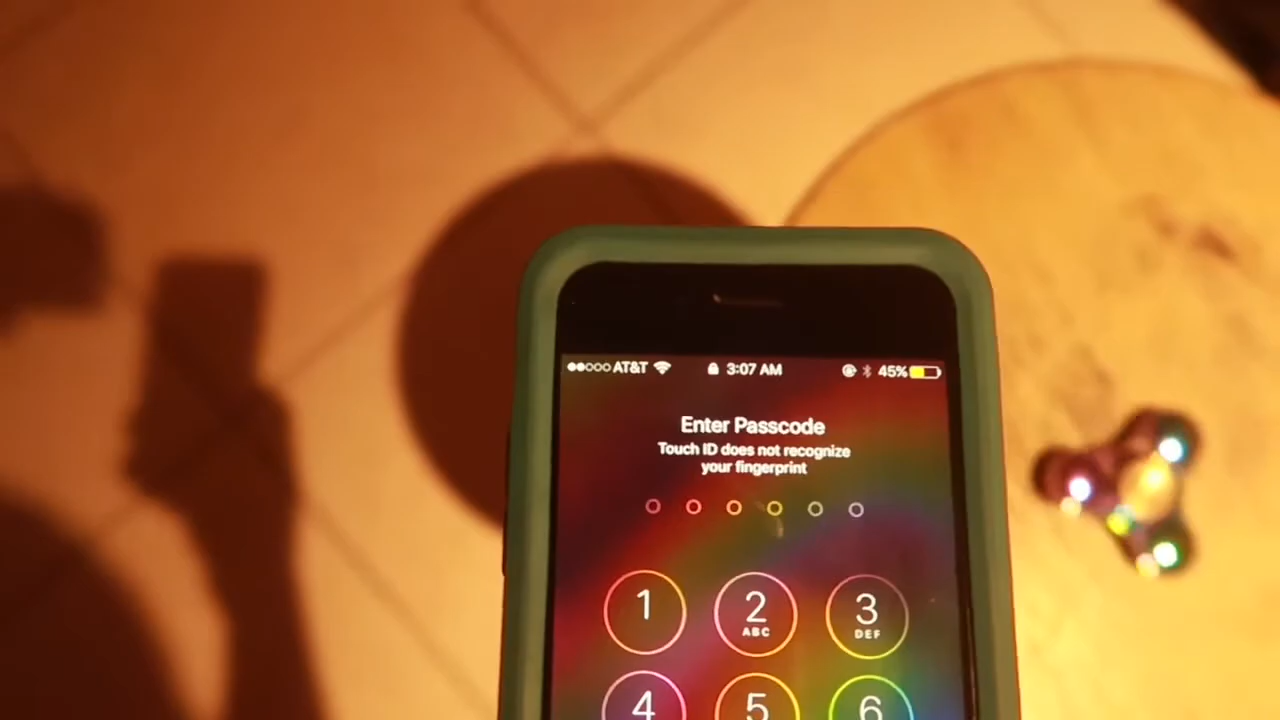 AT&T 3:07 AM 45%
Enter Passcode
Touch ID does not recognize
your fingerprint
1 2 3
ABC DEF
4 5 6